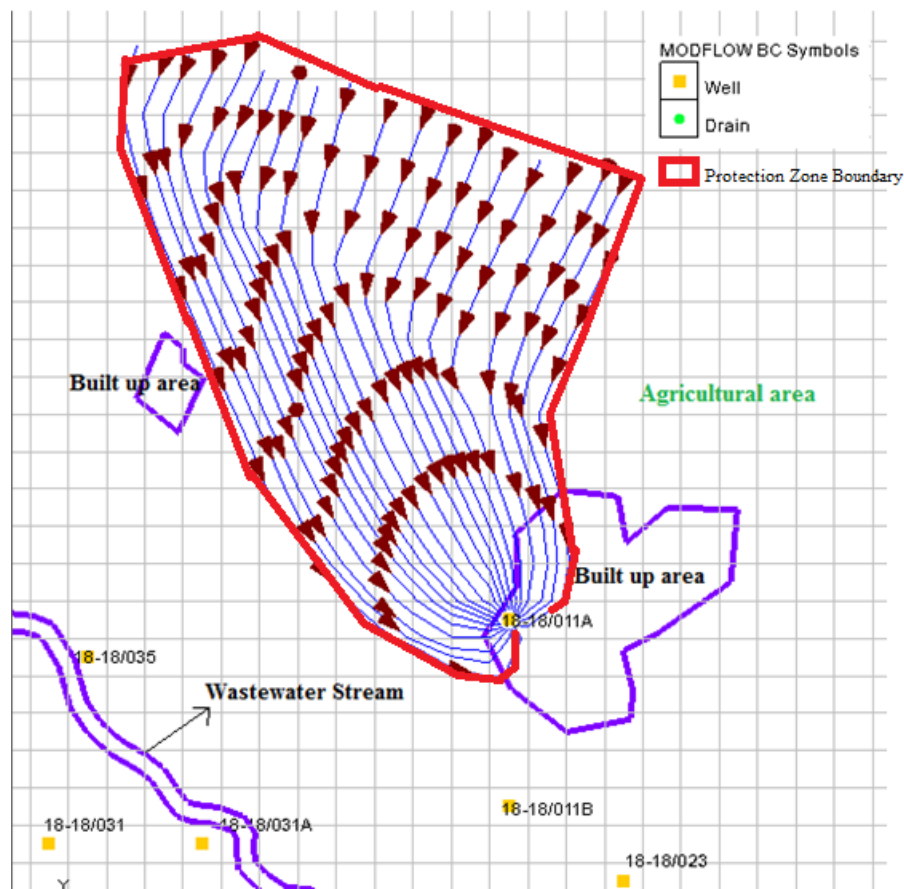 MODFLOW BC Symbols
Well
Drain
Protection Zone Boundary
Built up area
Agricultural area
Built up area
18-18/011A
18-18/035
Wastewater Stream
18-18/011B
18-18/031
18-18/031A
18-18/023
Y